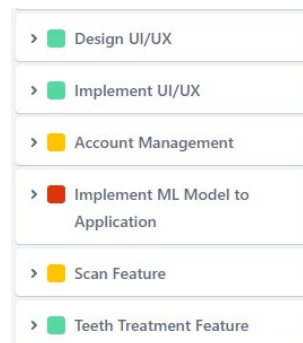 Design UI/UX
Implement UI/UX
Account Management
Implement ML Model to
Application
Scan Feature
Teeth Treatment Feature